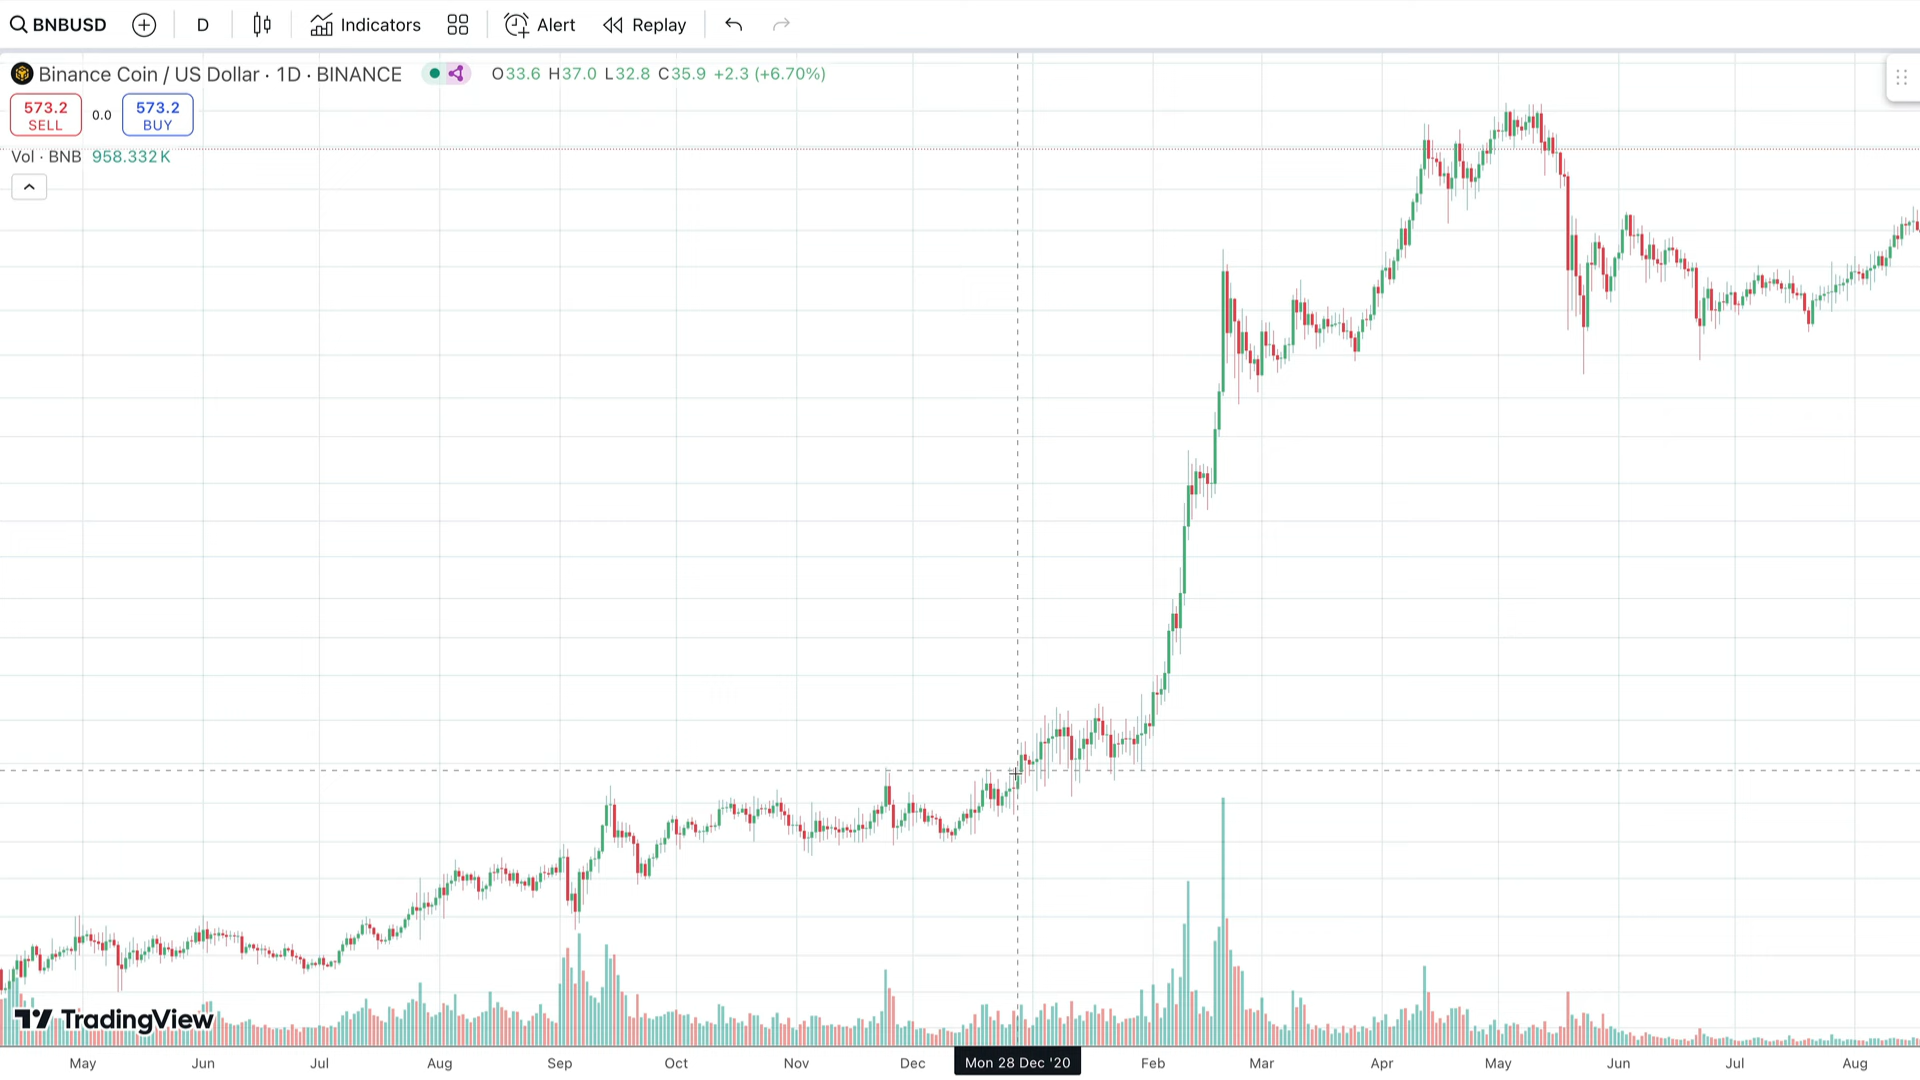 BNBUSD D Indicators Alert Replay
Binance Coin / US Dollar · 1D · BINANCE O33.6 H37.0 L32.8 C35.9 +2.3 (+6.70%)
573.2 SELL 0.0 573.2 BUY
Vol · BNB 958.332K
TradingView
May Jun Jul Aug Sep Oct Nov Dec Mon 28 Dec '20 Feb Mar Apr May Jun Jul Aug